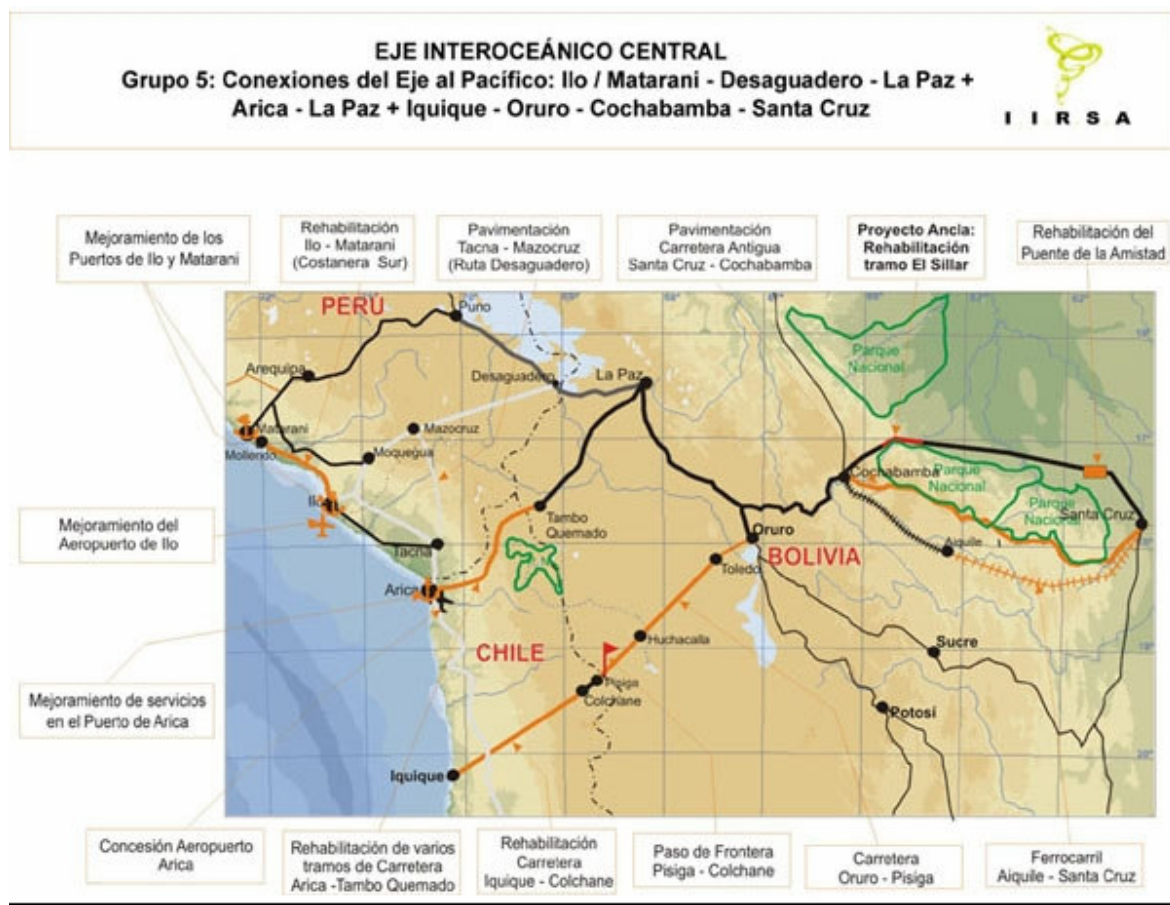 EJE INTEROCEÁNICO CENTRAL
Grupo 5: Conexiones del Eje al Pacífico: Ilo / Matarani - Desaguadero - La Paz +
Arica - La Paz + Iquique - Oruro - Cochabamba - Santa Cruz
I I R S A
Mejoramiento de los
Puertos de Ilo y Matarani
Rehabilitación
Ilo - Matarani
(Costanera Sur)
Pavimentación
Tacna - Mazocruz
(Ruta Desaguadero)
Pavimentación
Carretera Antigua
Santa Cruz - Cochabamba
Proyecto Ancla:
Rehabilitación
tramo El Sillar
Rehabilitación del
Puente de la Amistad
PERÚ
Puno
Arequipa
Desaguadero
La Paz
Parque
Nacional
Matarani
Mollendo
Mazocruz
Moquegua
17°
Cochabamba
Parque
Nacional
Parque
Nacional
Santa Cruz
Ilo
Tambo
Quemado
Oruro
Tacna
BOLIVIA
Aiquile
Toledo
Arica
CHILE
Huchacalla
Sucre
Pisiga
Colchane
Potosí
Iquique
Mejoramiento del
Aeropuerto de Ilo
Mejoramiento de servicios
en el Puerto de Arica
Concesión Aeropuerto
Arica
Rehabilitación de varios
tramos de Carretera
Arica -Tambo Quemado
Rehabilitación
Carretera
Iquique - Colchane
Paso de Frontera
Pisiga - Colchane
Carretera
Oruro - Pisiga
Ferrocarril
Aiquile - Santa Cruz